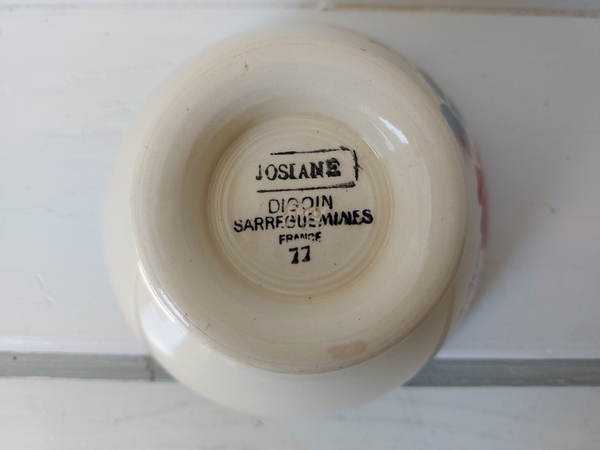 JOSIANE
DIGOIN
SARREGUEMINES
FRANCE
77